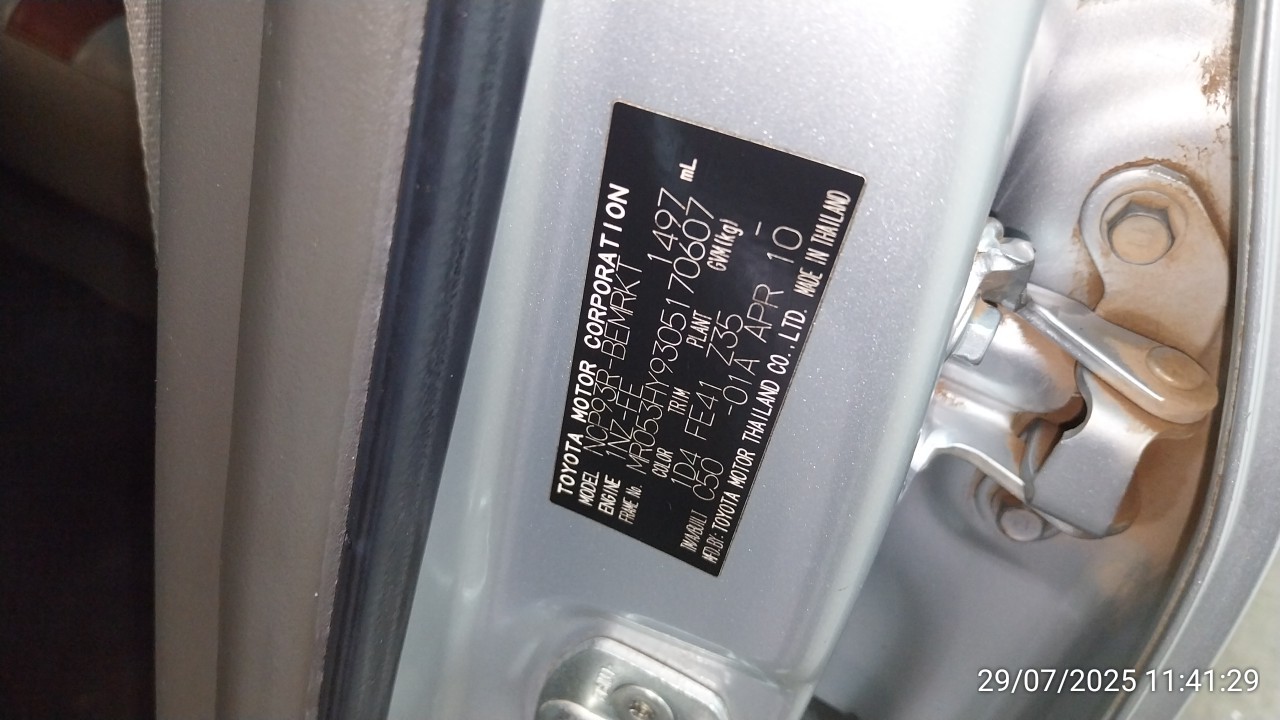 TOYOTA MOTOR CORPORATION
MODEL NCP93R-BEMRKT
ENGINE 1NZ-FE 1497 mL
FRAME No. MR053HY9305170607
COLOR TRIM PLANT GVM(kg)
1D4 FE41 Z35 –
C50 -01A APR 10
MFD.BY: TOYOTA MOTOR THAILAND CO.,LTD. MADE IN THAILAND
29/07/2025 11:41:29